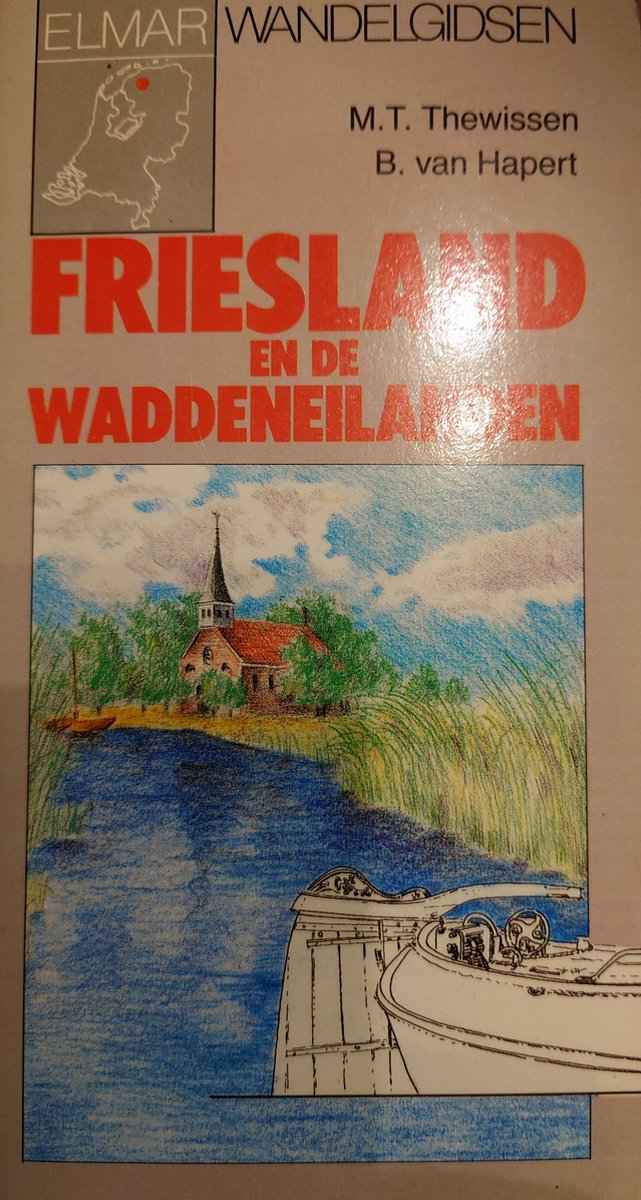 ELMAR WANDELGIDSEN
M.T. Thewissen
B. van Hapert
FRIESLAND
EN DE
WADDENEILANDEN